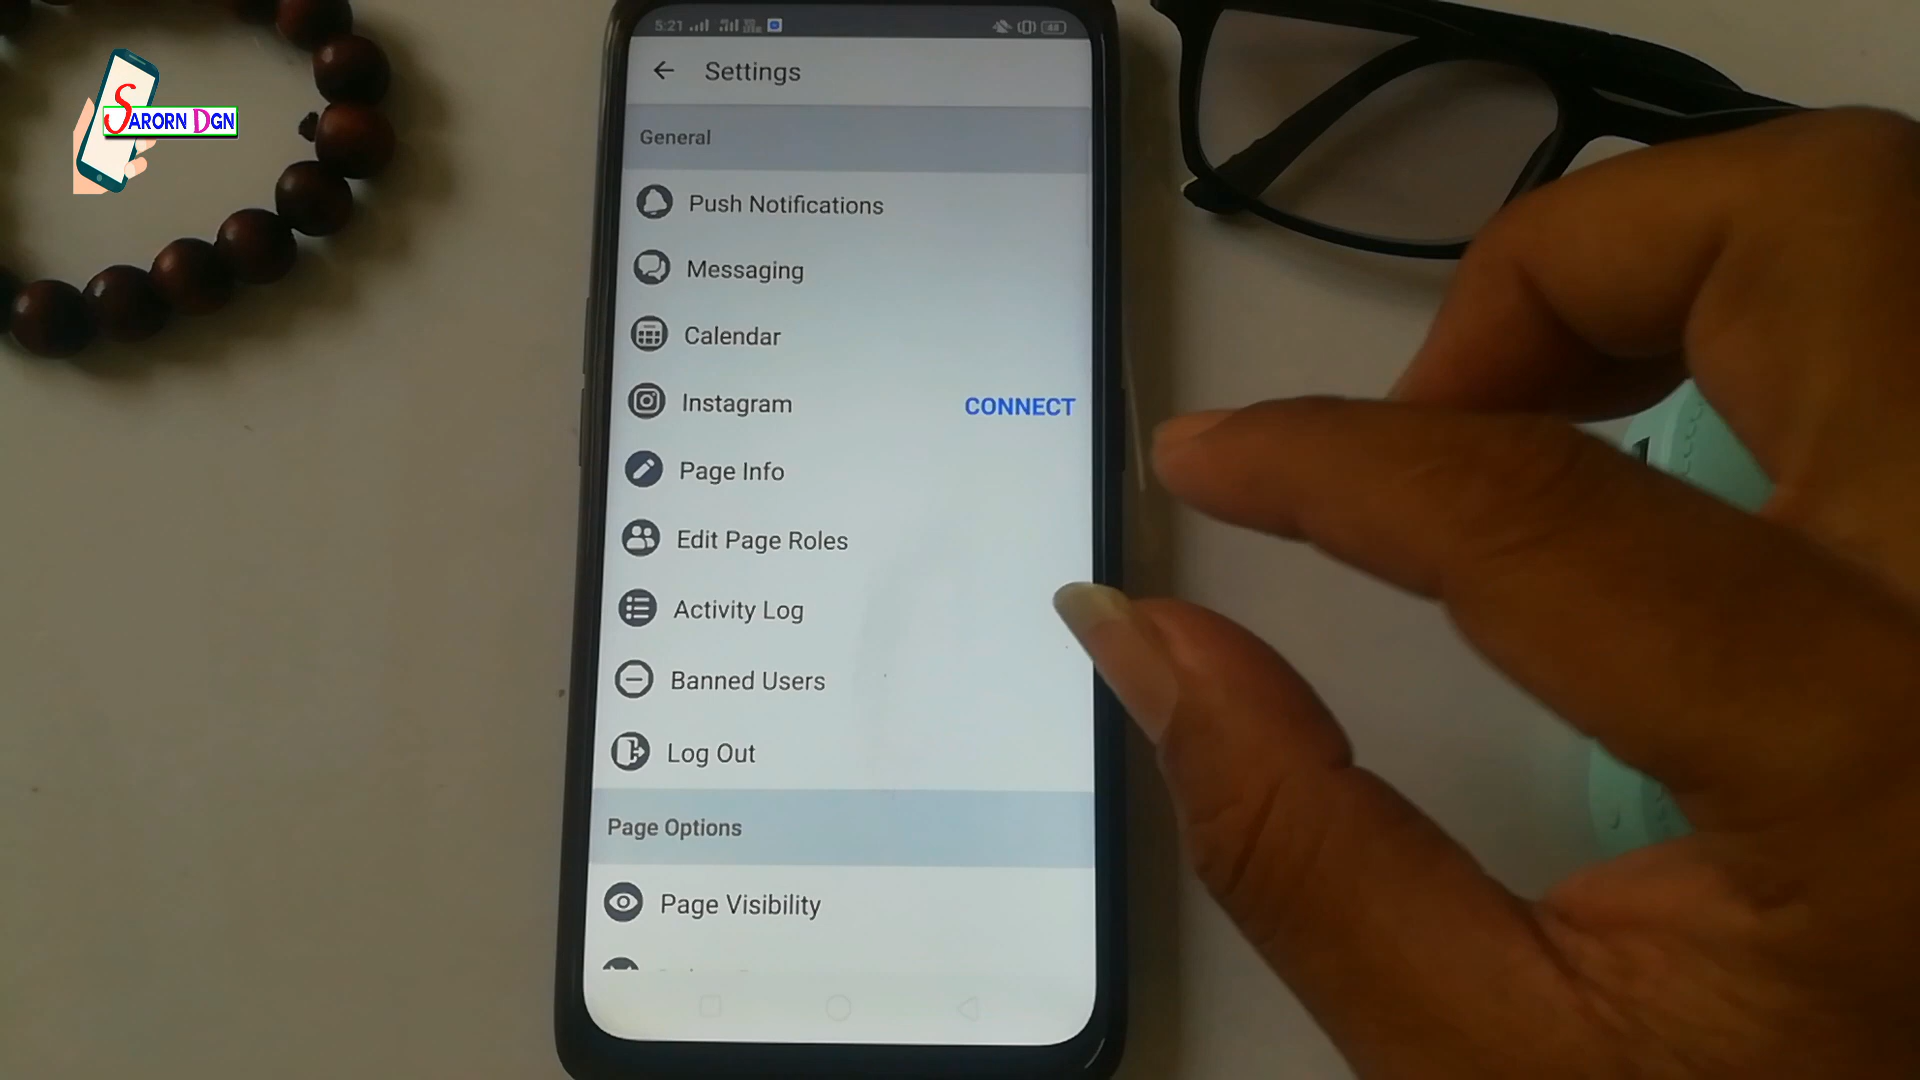 5:21
48
SARORN DGN
Settings
General
Push Notifications
Messaging
Calendar
Instagram CONNECT
Page Info
Edit Page Roles
Activity Log
Banned Users
Log Out
Page Options
Page Visibility